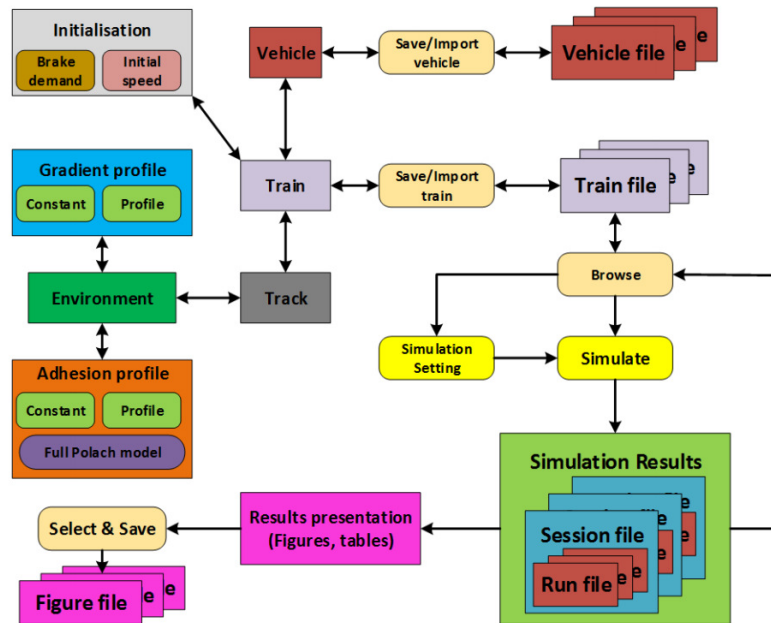 Initialisation
Brake
demand
Initial
speed
Vehicle
Save/Import
vehicle
Vehicle file
e
e
Gradient profile
Constant
Profile
Train
Save/Import
train
Train file
e
e
Environment
Track
Browse
Adhesion profile
Constant
Profile
Full Polach model
Simulation
Setting
Simulate
Simulation Results
Session file
e
e
Run file
e
e
e
e
Results presentation
(Figures, tables)
Select & Save
Figure file
e
e